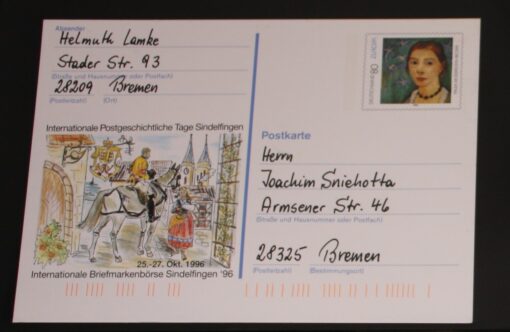 Absender
Helmuth Lamke
Stader Str. 93
(Straße und Hausnummer oder Postfach)
28209 Bremen
(Postleitzahl) (Ort)
Internationale Postgeschichtliche Tage Sindelfingen
25.-27. Okt. 1996
Internationale Briefmarkenbörse Sindelfingen '96
80
Postkarte
Herrn
Joachim Sniehotta
Armsener Str. 46
(Straße und Hausnummer oder Postfach)
28325 Bremen
(Postleitzahl) (Bestimmungsort)